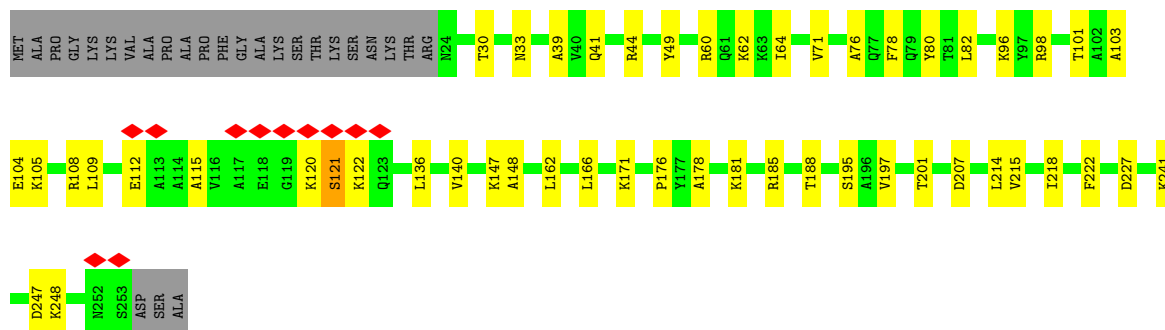 MET ALA PRO GLY LYS LYS VAL ALA PRO ALA PRO PHE GLY ALA LYS SER THR LYS SER ASN LYS THR ARG N24 T30 N33 A39 V40 Q41 R44 Y49 R60 Q61 K62 K63 I64 V71 A76 Q77 F78 Q79 Y80 T81 L82 K96 Y97 R98 T101 A102 A103
E104 K105 R108 L109 E112 A113 A114 A115 V116 A117 E118 G119 K120 S121 K122 Q123 L136 V140 K147 A148 L162 L166 K171 P176 Y177 A178 K181 R185 T188 S195 A196 V197 T201 D207 L214 V215 I218 F222 D227 K241
D247 K248 N252 S253 ASP SER ALA